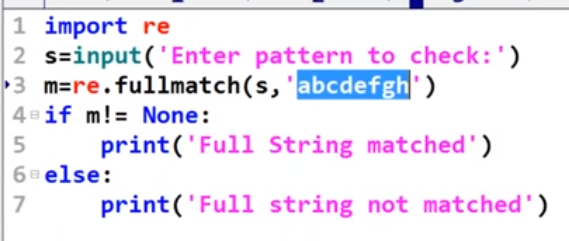 1 import re
2 s=input('Enter pattern to check:')
3 m=re.fullmatch(s,'abcdefgh')
4 if m!= None:
5     print('Full String matched')
6 else:
7     print('Full string not matched')